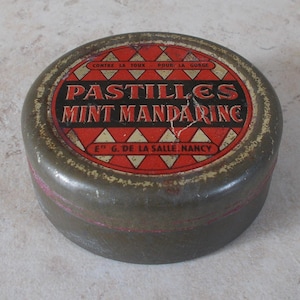 CONTRE LA TOUX - POUR LA GORGE
PASTILLES
MINT MANDARINE
Ets G. DE LA SALLE, NANCY